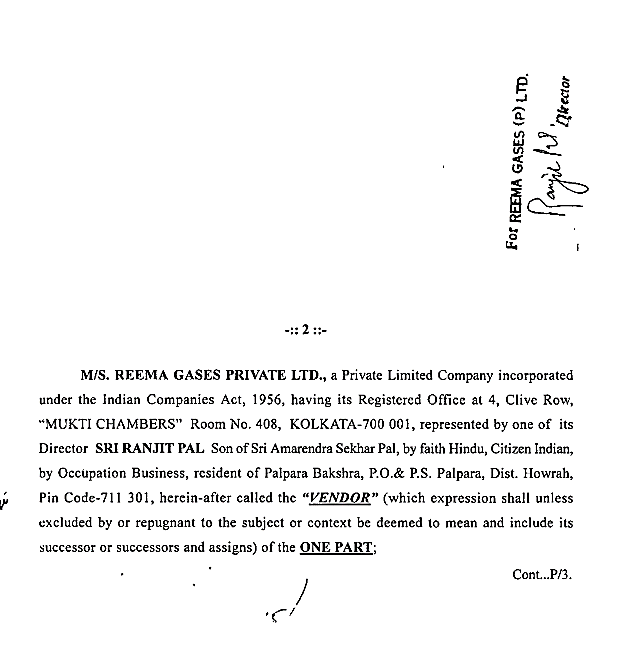 For REEMA GASES (P) LTD.
Ranjit Pal
Director
-:: 2 ::-
M/S. REEMA GASES PRIVATE LTD., a Private Limited Company incorporated
under the Indian Companies Act, 1956, having its Registered Office at 4, Clive Row,
“MUKTI CHAMBERS” Room No. 408, KOLKATA-700 001, represented by one of its
Director SRI RANJIT PAL Son of Sri Amarendra Sekhar Pal, by faith Hindu, Citizen Indian,
by Occupation Business, resident of Palpara Bakshra, P.O.& P.S. Palpara, Dist. Howrah,
Pin Code-711 301, herein-after called the “VENDOR” (which expression shall unless
excluded by or repugnant to the subject or context be deemed to mean and include its
successor or successors and assigns) of the ONE PART;
Cont...P/3.